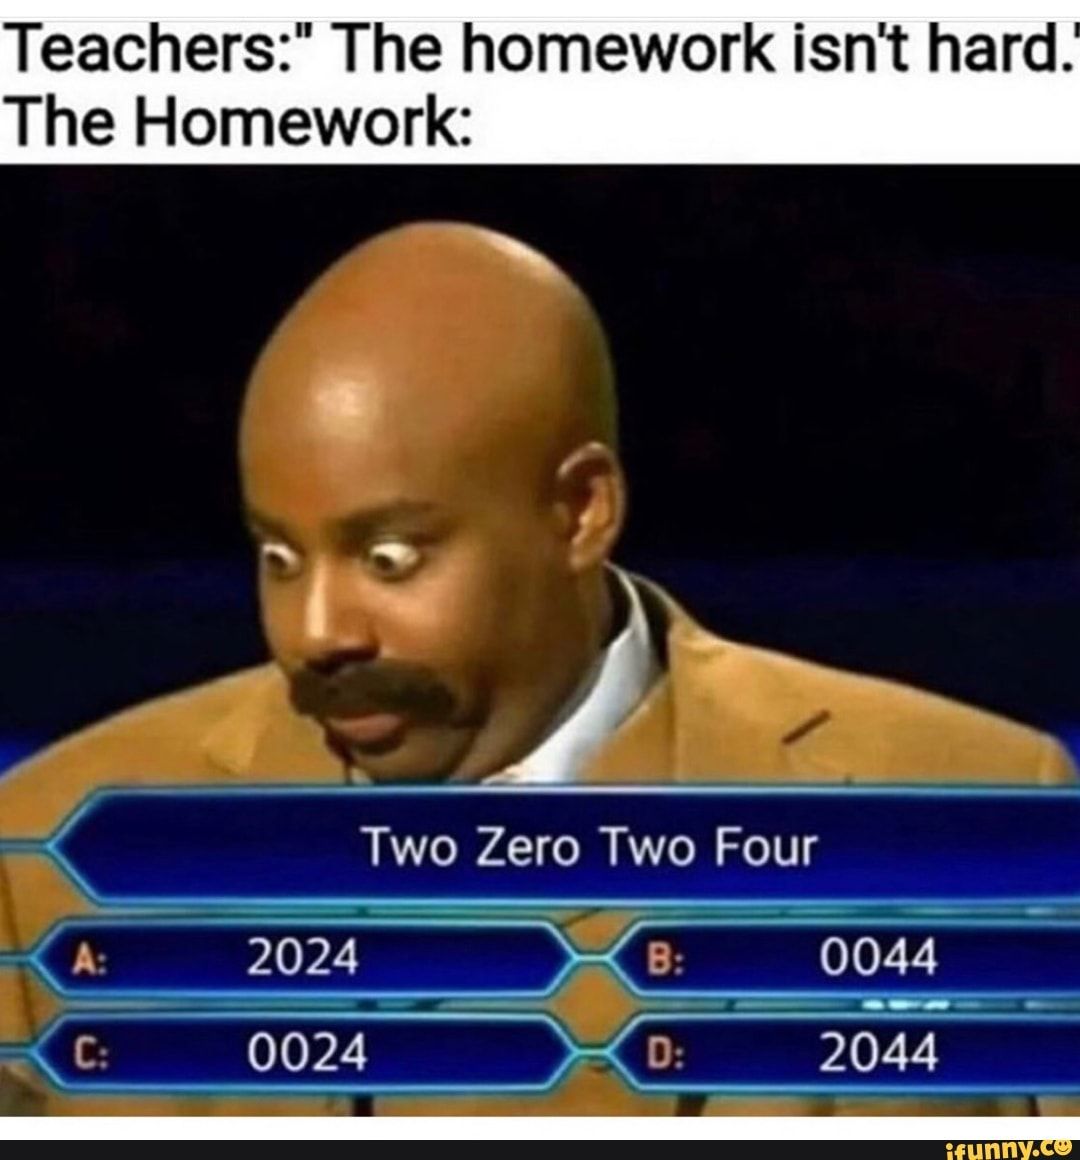 Teachers:" The homework isn't hard."
The Homework:
Two Zero Two Four
A: 2024
B: 0044
C: 0024
D: 2044
ifunny.co